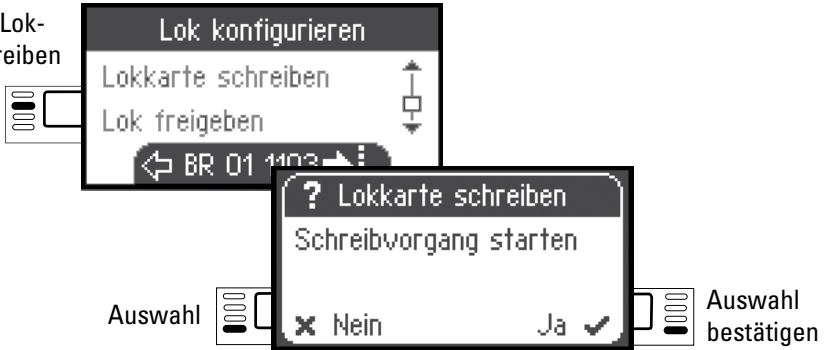 Lok-
reiben
Lok konfigurieren
Lokkarte schreiben
Lok freigeben
BR 01 1103
? Lokkarte schreiben
Schreibvorgang starten
Auswahl
Nein
Ja
Auswahl
bestätigen